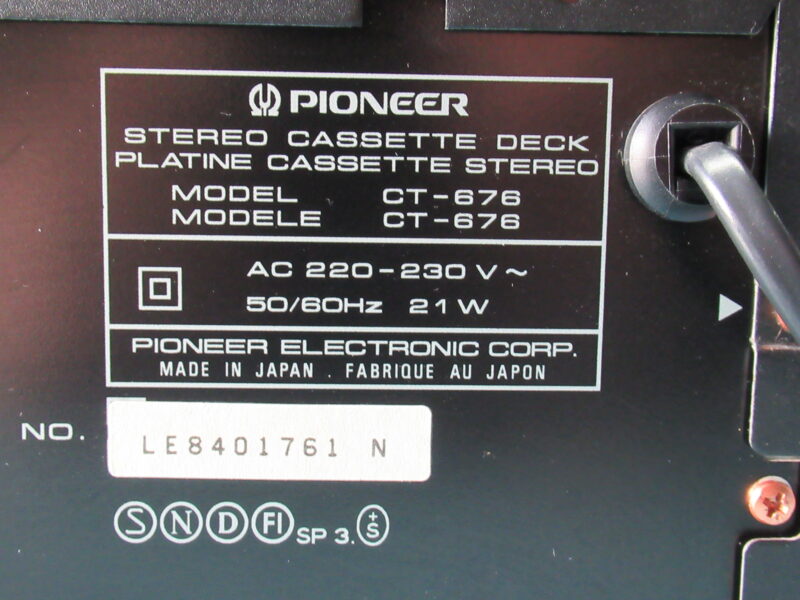 PIONEER
STEREO CASSETTE DECK
PLATINE CASSETTE STEREO
MODEL CT-676
MODELE CT-676
AC 220-230 V ~
50/60Hz 21 W
PIONEER ELECTRONIC CORP.
MADE IN JAPAN . FABRIQUE AU JAPON
NO. LE8401761 N
S N D FI SP 3. +S